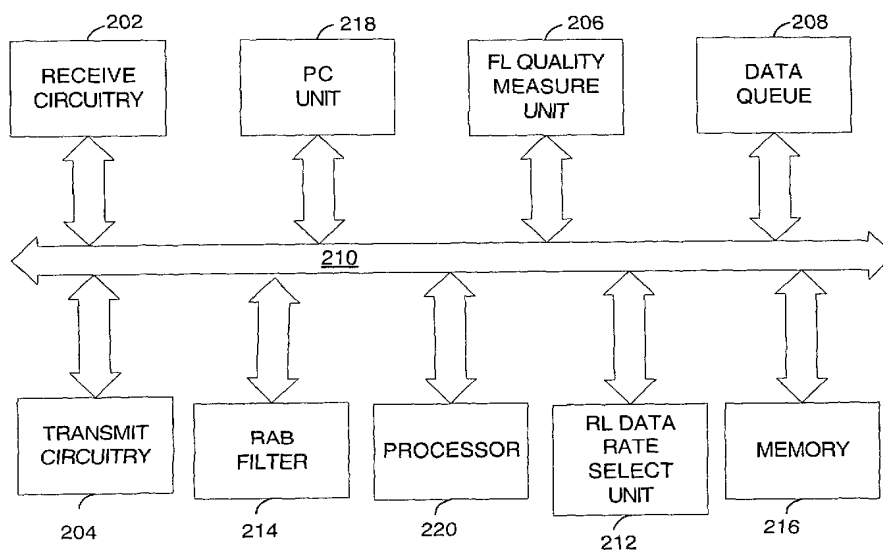 202
218
206
208
RECEIVE
CIRCUITRY
PC
UNIT
FL QUALITY
MEASURE
UNIT
DATA
QUEUE
210
TRANSMIT
CIRCUITRY
RAB
FILTER
PROCESSOR
RL DATA
RATE
SELECT
UNIT
MEMORY
204
214
220
212
216